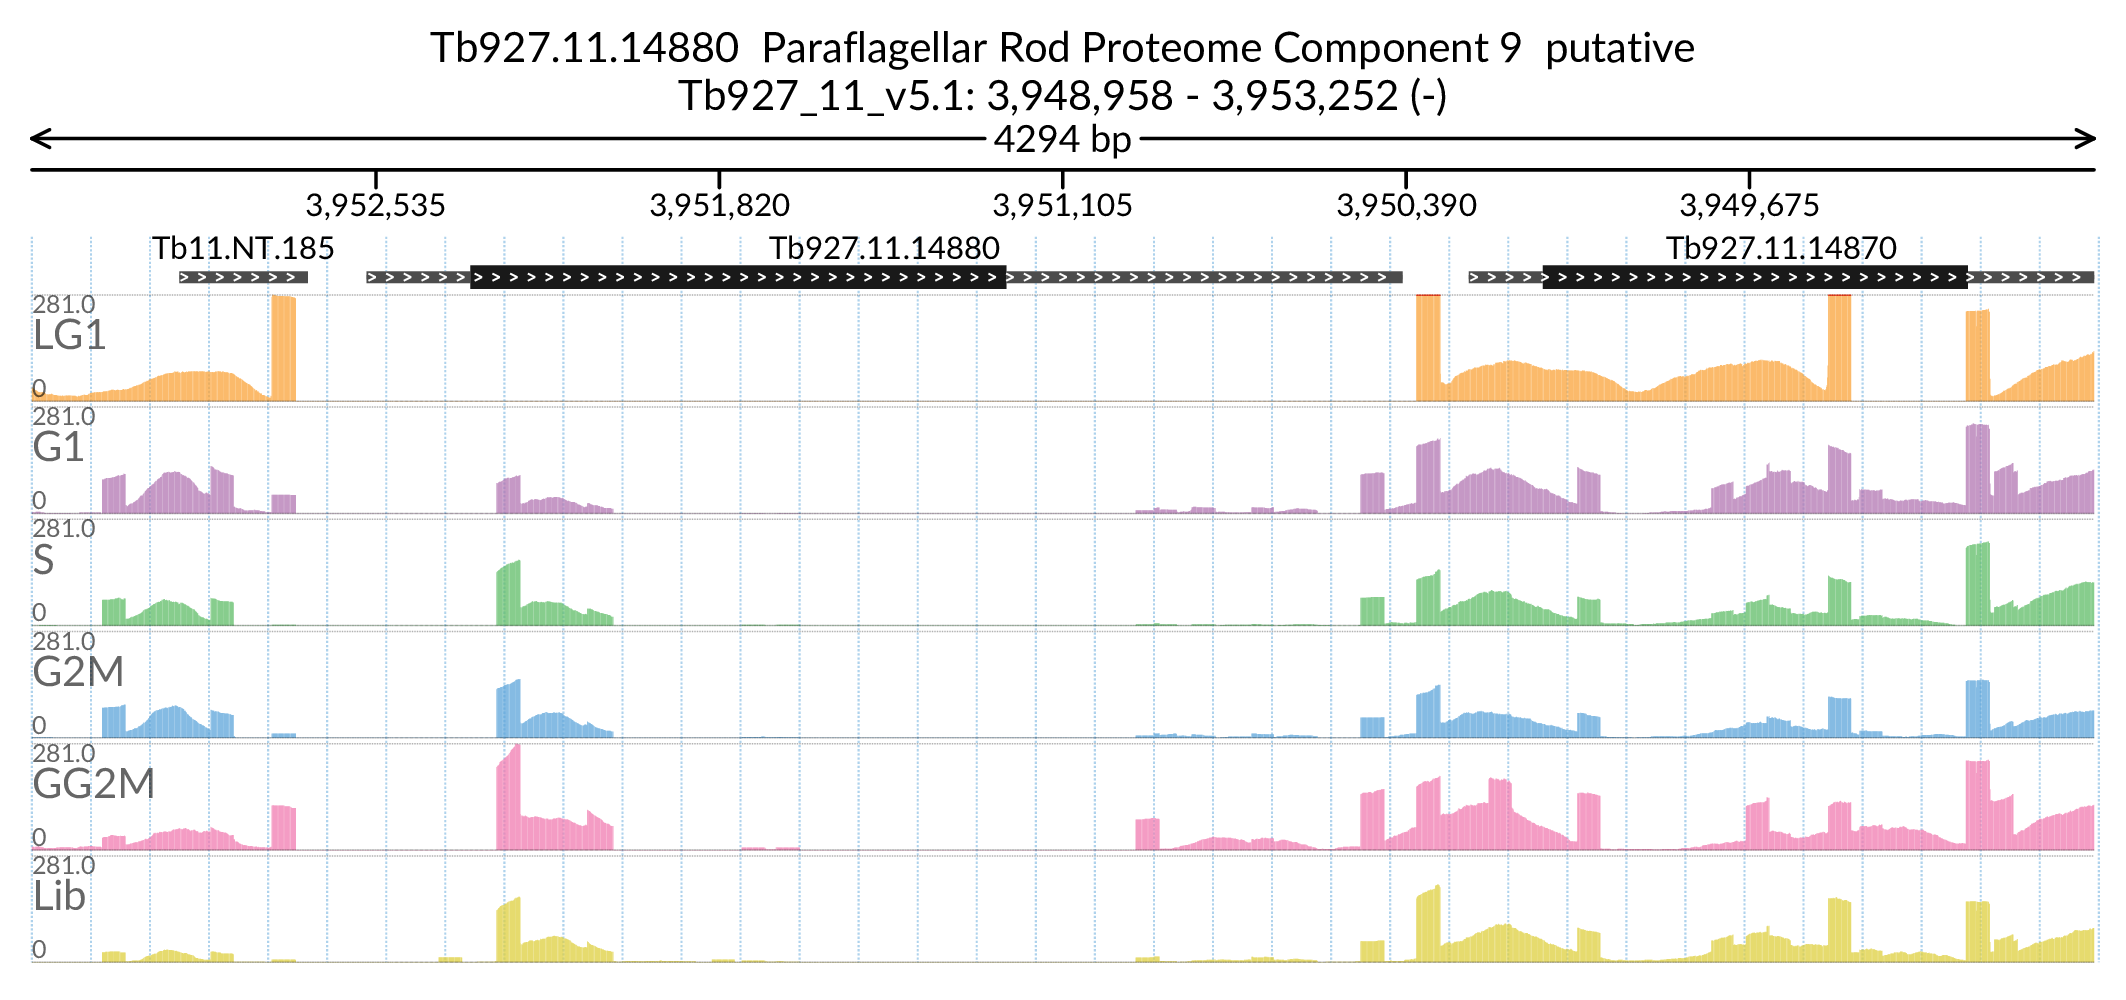 Tb927.11.14880 Paraflagellar Rod Proteome Component 9 putative
Tb927_11_v5.1: 3,948,958 - 3,953,252 (-)
4294 bp
3,952,535 3,951,820 3,951,105 3,950,390 3,949,675
Tb11.NT.185 Tb927.11.14880 Tb927.11.14870
281.0
LG1
0
281.0
G1
0
281.0
S
0
281.0
G2M
0
281.0
GG2M
0
281.0
Lib
0